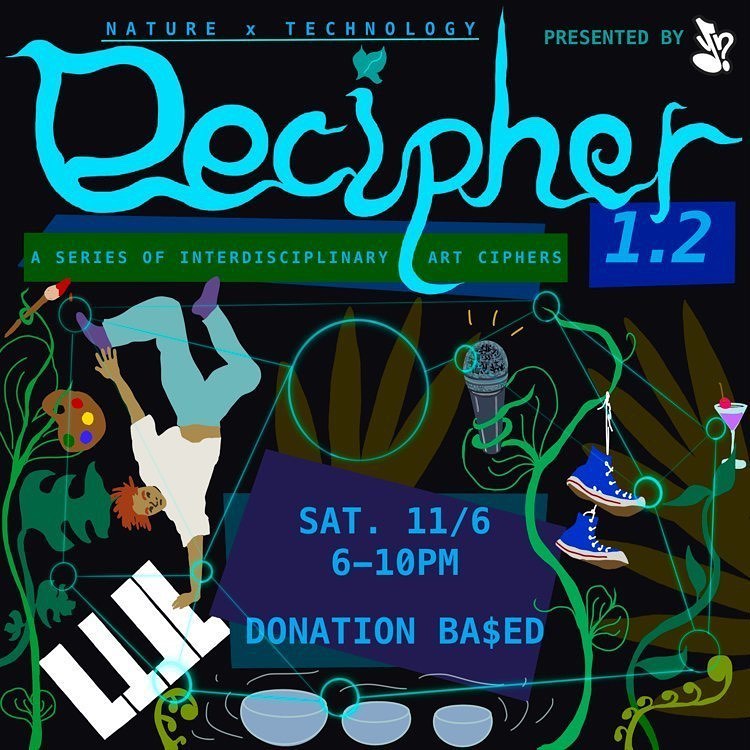 NATURE x TECHNOLOGY
PRESENTED BY
Decipher
1.2
A SERIES OF INTERDISCIPLINARY ART CIPHERS
SAT. 11/6
6–10PM
DONATION BA$ED